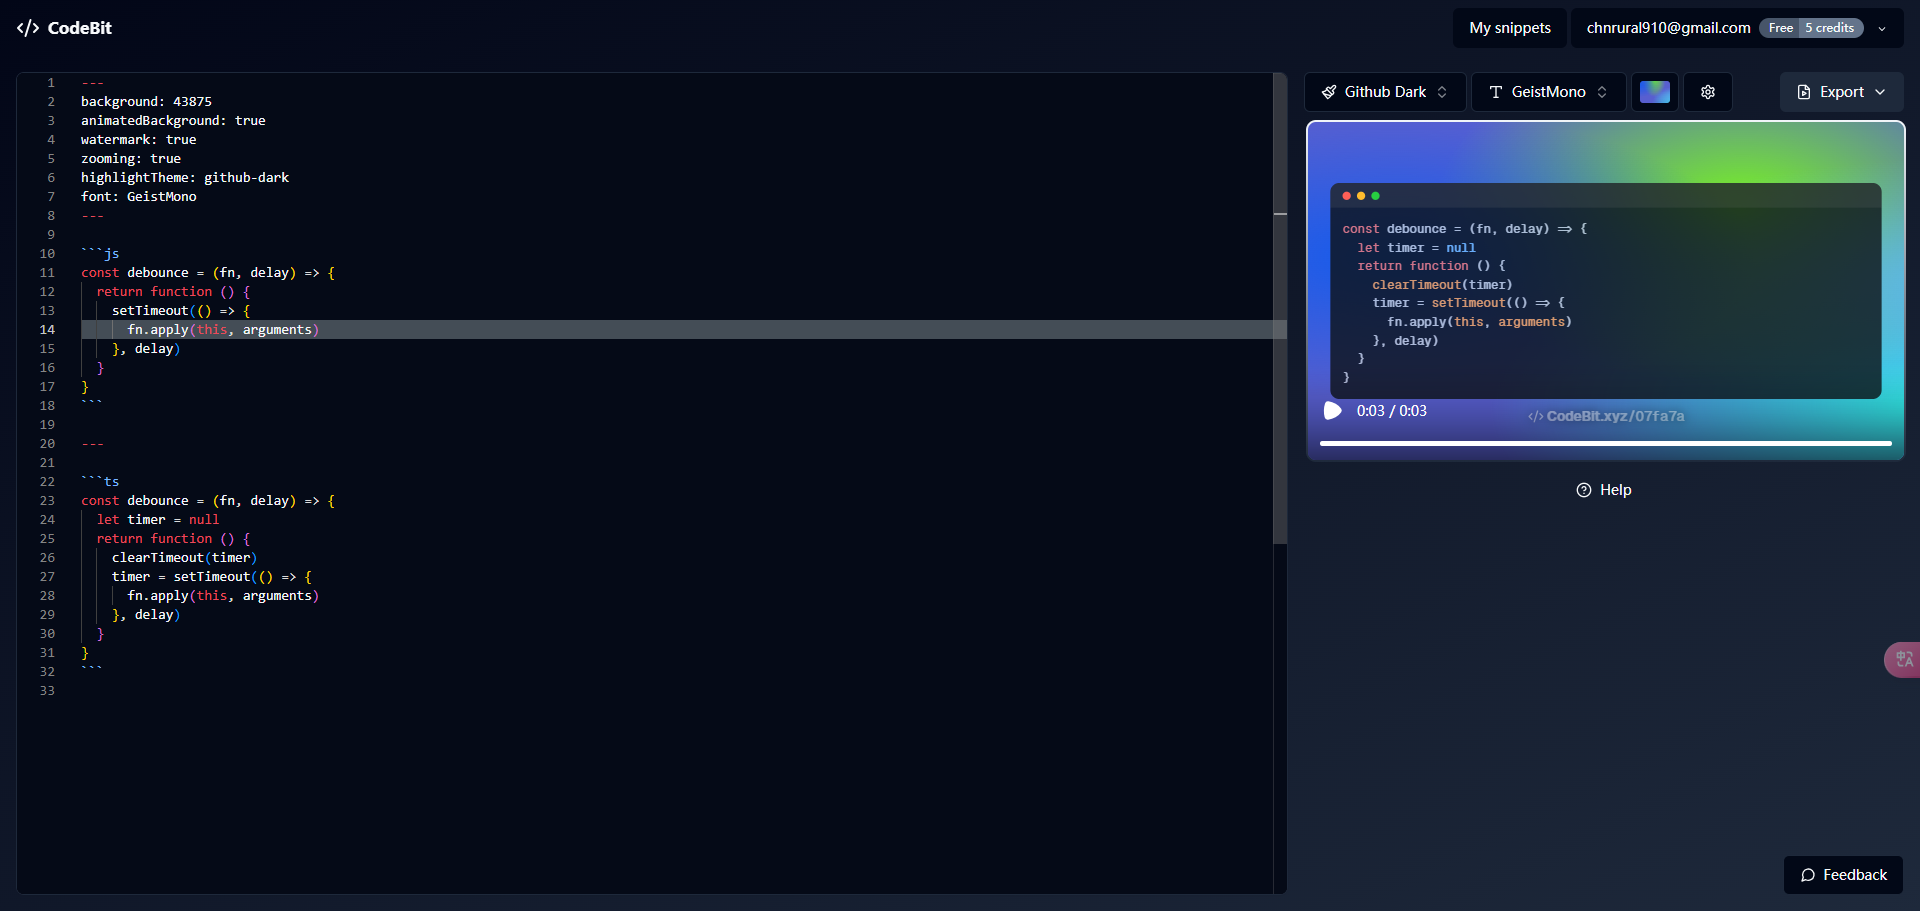 CodeBit
My snippets
chnrural910@gmail.com Free 5 credits
1 ---
2 background: 43875
3 animatedBackground: true
4 watermark: true
5 zooming: true
6 highlightTheme: github-dark
7 font: GeistMono
8 ---
9
10 ```js
11 const debounce = (fn, delay) => {
12 return function () {
13 setTimeout(() => {
14 fn.apply(this, arguments)
15 }, delay)
16 }
17 }
18 ```
19
20 ---
21
22 ```ts
23 const debounce = (fn, delay) => {
24 let timer = null
25 return function () {
26 clearTimeout(timer)
27 timer = setTimeout(() => {
28 fn.apply(this, arguments)
29 }, delay)
30 }
31 }
32 ```
33
Github Dark
GeistMono
Export
const debounce = (fn, delay) => {
let timer = null
return function () {
clearTimeout(timer)
timer = setTimeout(() => {
fn.apply(this, arguments)
}, delay)
}
}
0:03 / 0:03
</> CodeBit.xyz/07fa7a
Help
中A
Feedback